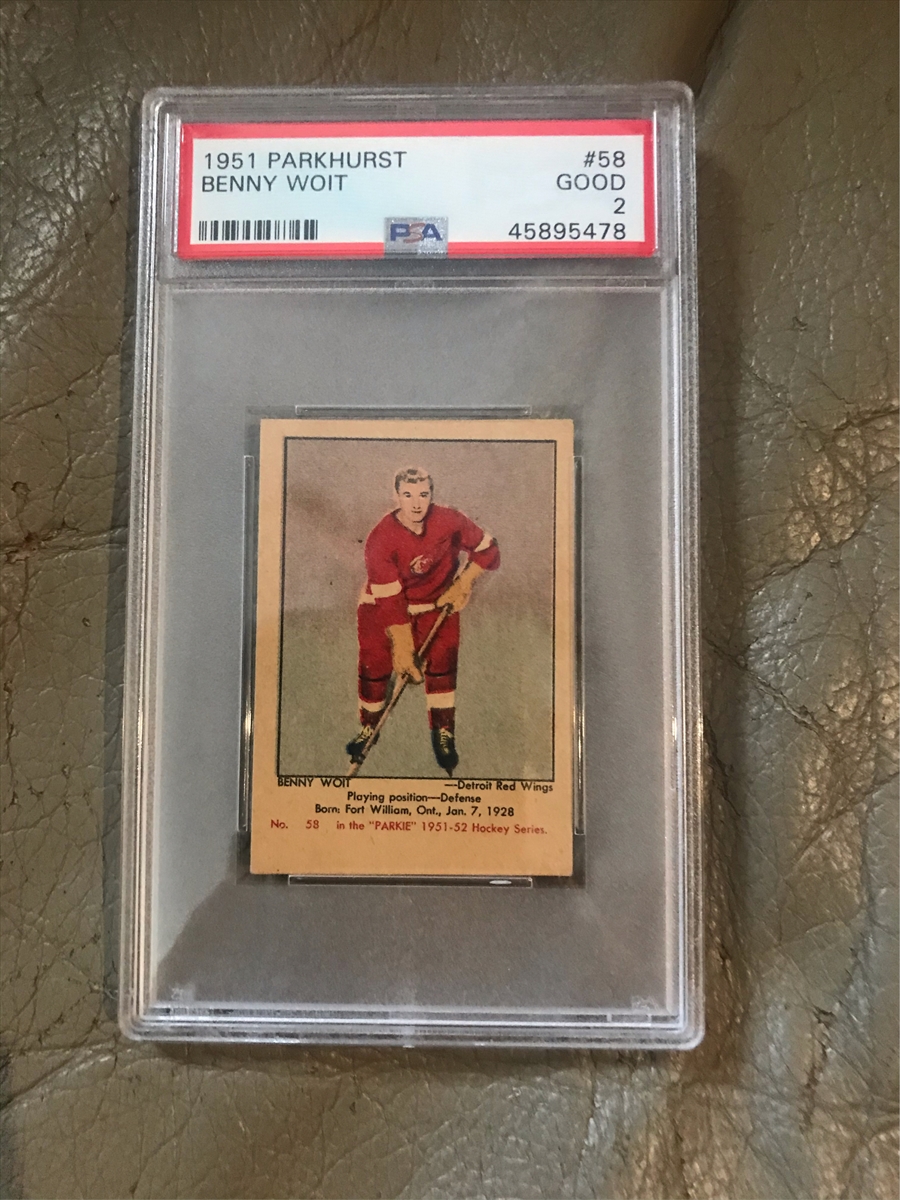 1951 PARKHURST #58
BENNY WOIT GOOD
2
PSA 45895478
BENNY WOIT —Detroit Red Wings
Playing position—Defense
Born: Fort William, Ont., Jan. 7, 1928
No. 58 in the "PARKIE" 1951-52 Hockey Series.